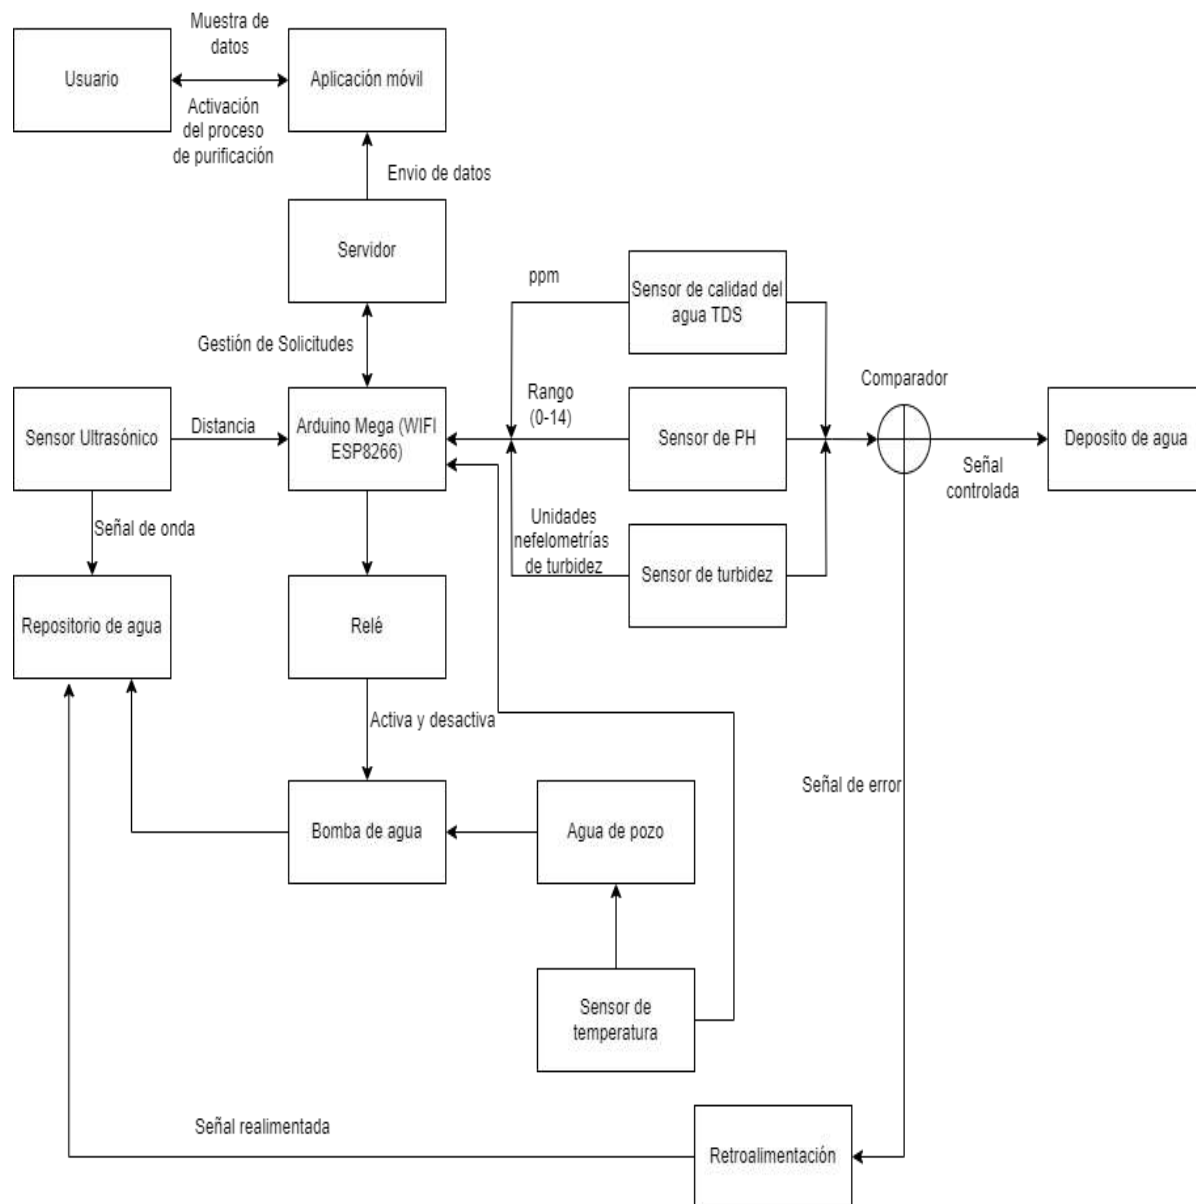 Muestra de
datos
Usuario
Aplicación móvil
Activación
del proceso
de purificación
Envio de datos
Servidor
ppm
Sensor de calidad del
agua TDS
Gestión de Solicitudes
Comparador
Sensor Ultrasónico
Distancia
Arduino Mega (WIFI
ESP8266)
Rango
(0-14)
Sensor de PH
Deposito de agua
Señal
controlada
Señal de onda
Unidades
nefelometrías
de turbidez
Sensor de turbidez
Repositorio de agua
Relé
Activa y desactiva
Señal de error
Bomba de agua
Agua de pozo
Sensor de
temperatura
Señal realimentada
Retroalimentación